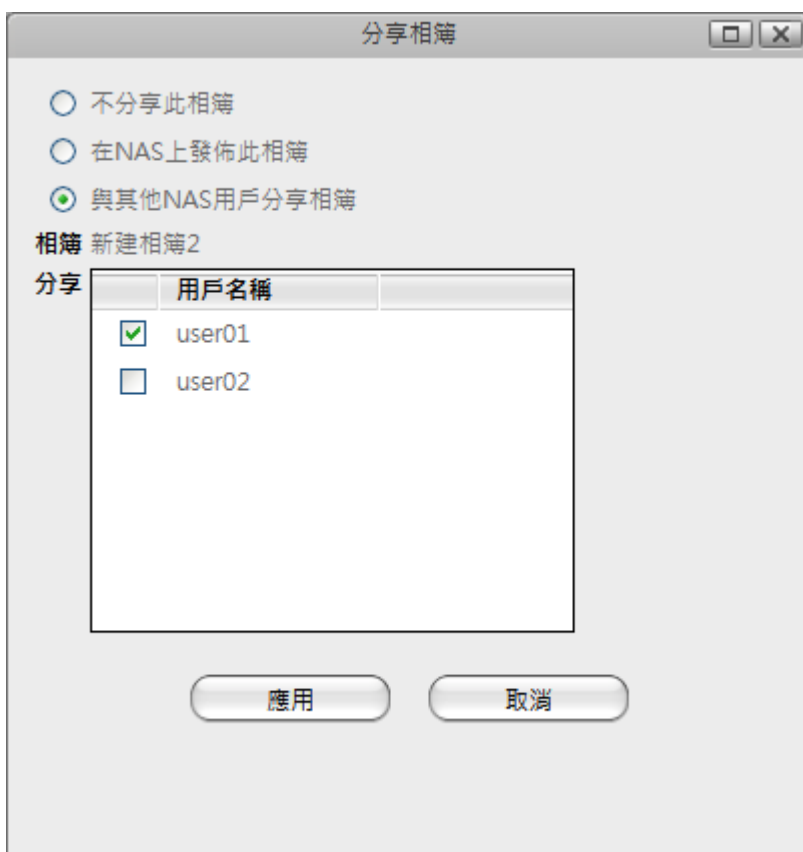 分享相簿
不分享此相簿
在NAS上發佈此相簿
與其他NAS用戶分享相簿
相簿 新建相簿2
分享
用戶名稱
user01
user02
應用 取消